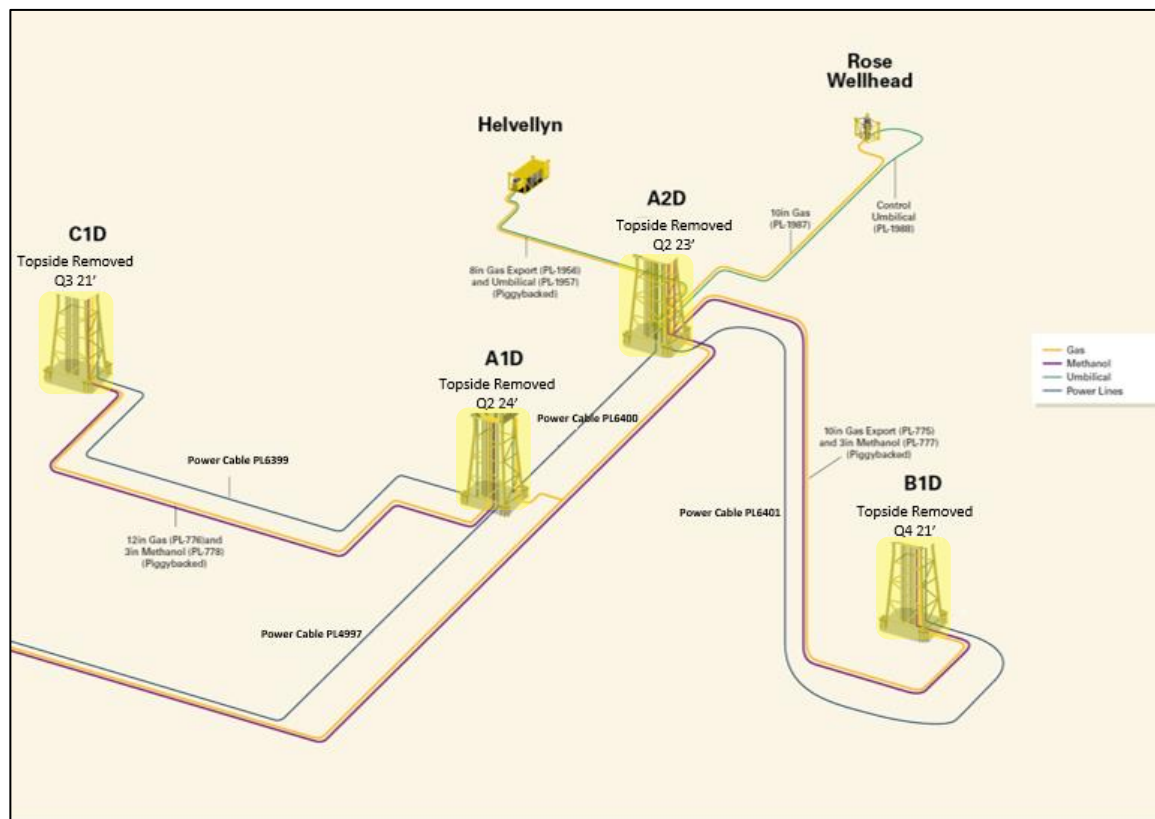 Rose
Wellhead
Helvellyn
A2D
Topside Removed
Q2 23’
10in Gas
(PL-1987)
Control
Umbilical
(PL-1988)
C1D
Topside Removed
Q3 21’
8in Gas Export (PL-1956)
and Umbilical (PL-1957)
(Piggybacked)
A1D
Topside Removed
Q2 24’
Gas
Methanol
Umbilical
Power Lines
Power Cable PL6400
Power Cable PL6399
10in Gas Export (PL-775)
and 3in Methanol (PL-777)
(Piggybacked)
B1D
Topside Removed
Q4 21’
Power Cable PL6401
12in Gas (PL-776)and
3in Methanol (PL-778)
(Piggybacked)
Power Cable PL4997